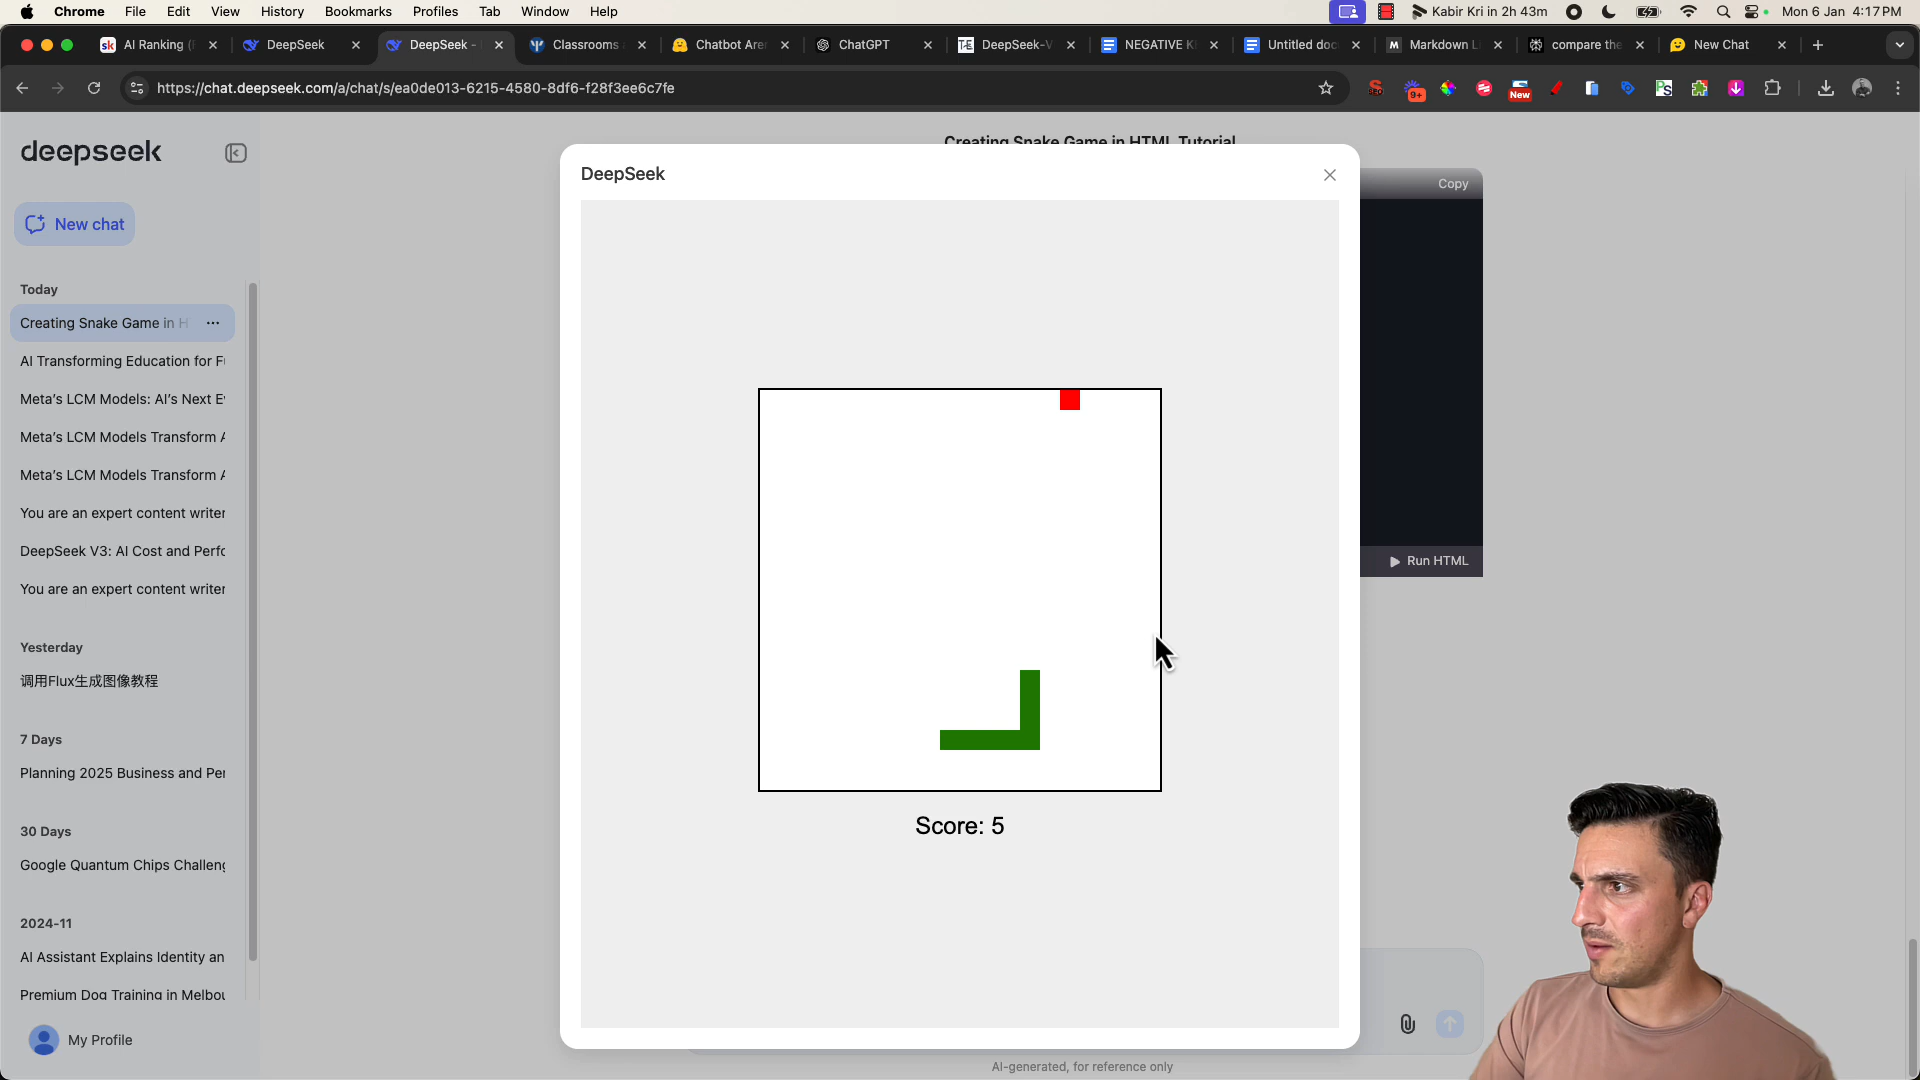 Chrome File Edit View History Bookmarks Profiles Tab Window Help Kabir Kri in 2h 43m Mon 6 Jan 4:17 PM
AI Ranking ( DeepSeek DeepSeek - Classrooms Chatbot Are ChatGPT DeepSeek-V NEGATIVE K Untitled doc Markdown L compare the New Chat
https://chat.deepseek.com/a/chat/s/ea0de013-6215-4580-8df6-f28f3ee6c7fe 9+ New
deepseek
Creating Snake Game in HTML Tutorial
DeepSeek
Copy
New chat
Today
Creating Snake Game in H
AI Transforming Education for F
Meta's LCM Models: AI's Next E
Meta's LCM Models Transform A
Meta's LCM Models Transform A
You are an expert content writer
DeepSeek V3: AI Cost and Perfo
You are an expert content writer
Run HTML
Yesterday
调用Flux生成图像教程
7 Days
Planning 2025 Business and Per
30 Days
Google Quantum Chips Challeng
2024-11
AI Assistant Explains Identity an
Premium Dog Training in Melbou
Score: 5
My Profile
AI-generated, for reference only